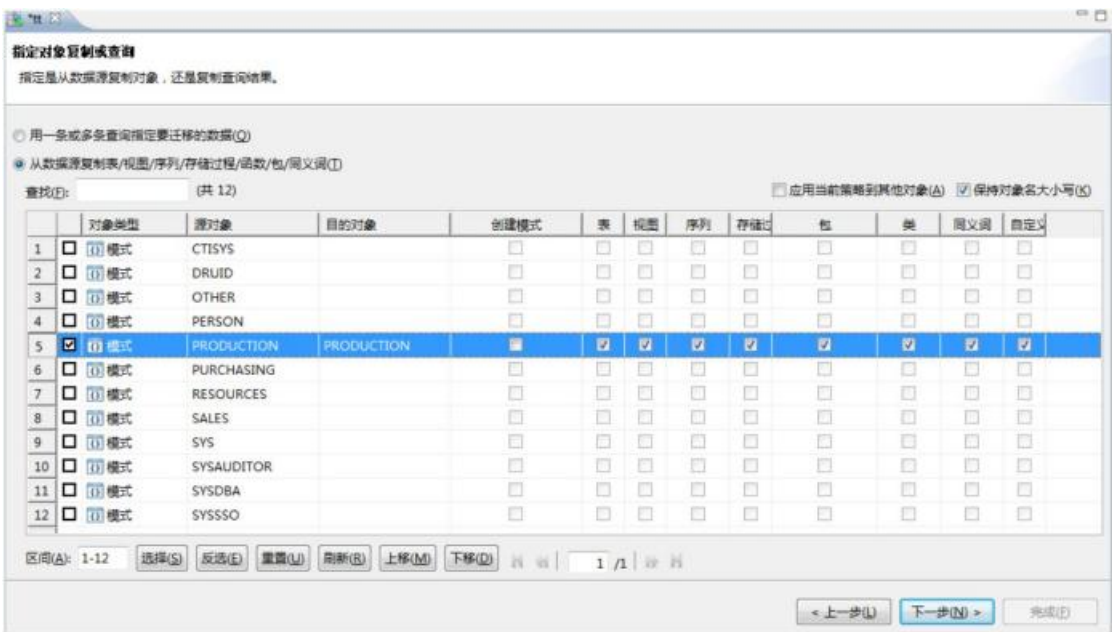 *tt
指定对象复制或查询
指定是从数据源复制对象，还是复制查询结果。
用一条或多条查询指定要迁移的数据(Q)
从数据源复制表/视图/序列/存储过程/函数/包/同义词(T)
查找(F): (共 12) 应用当前策略到其他对象(A) 保持对象名大小写(K)
对象类型 源对象 目的对象 创建模式 表 视图 序列 存储过 包 类 同义词 自定义
1 模式 CTISYS
2 模式 DRUID
3 模式 OTHER
4 模式 PERSON
5 模式 PRODUCTION PRODUCTION
6 模式 PURCHASING
7 模式 RESOURCES
8 模式 SALES
9 模式 SYS
10 模式 SYSAUDITOR
11 模式 SYSDBA
12 模式 SYSSSO
区间(A): 1-12 选择(S) 反选(E) 重置(U) 刷新(R) 上移(M) 下移(D) 1 /1
< 上一步(L) 下一步(N) > 完成(F)